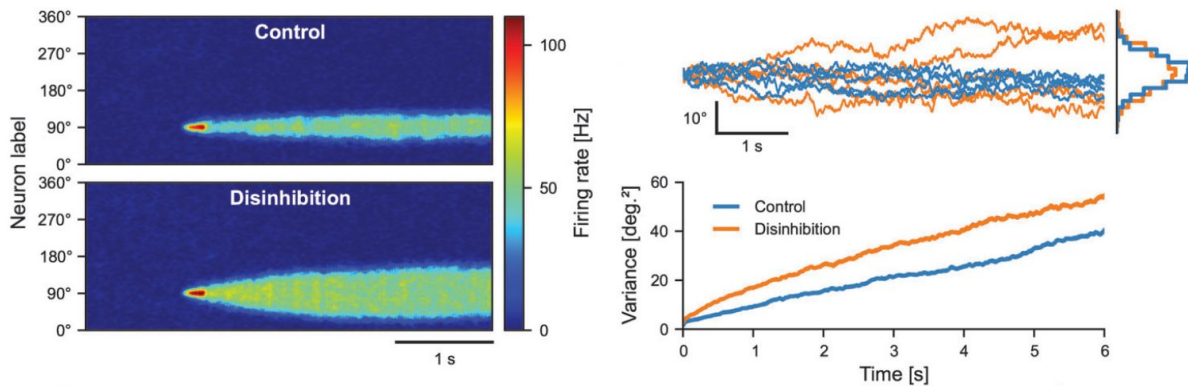 360°
270°
180°
90°
0°
Control
360°
270°
180°
90°
0°
Disinhibition
Neuron label
1 s
100
50
0
Firing rate [Hz]
10°
1 s
60
40
20
0
Variance [deg.²]
Control
Disinhibition
0 1 2 3 4 5 6
Time [s]